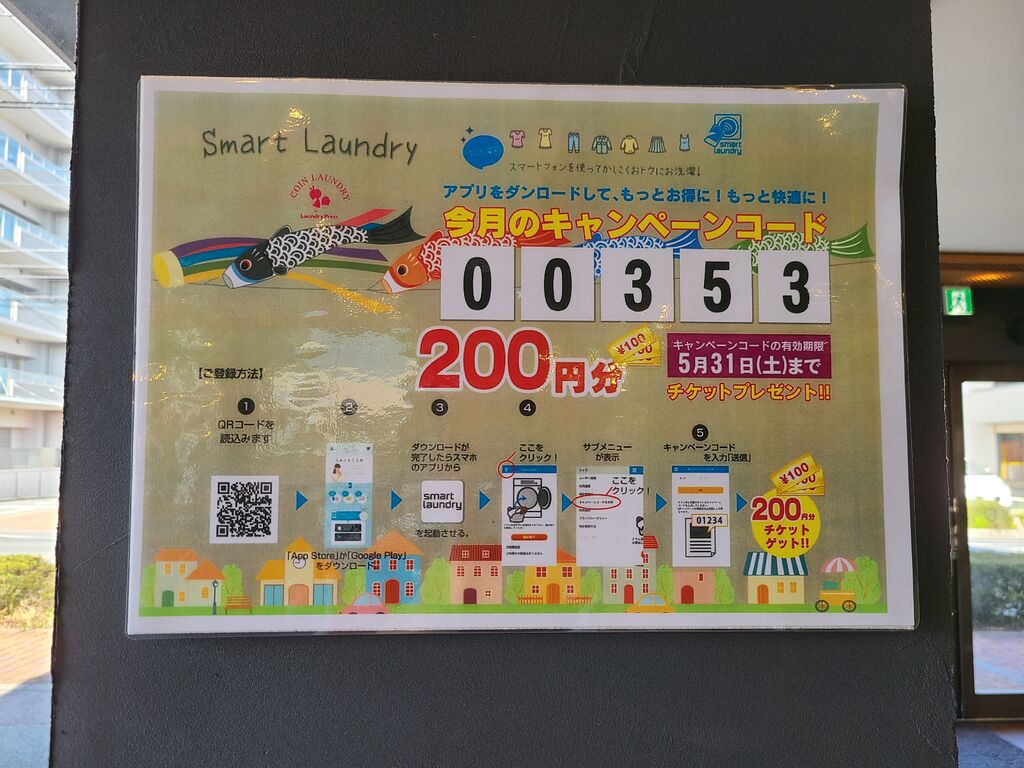 Smart Laundry
スマートフォンを使ってかしこくおトクにお洗濯!
smart
laundry
COIN LAUNDRY
Laundry Press
アプリをダンロードして、もっとお得に!もっと快適に!
今月のキャンペーンコード
00353
200円分
¥100
キャンペーンコードの有効期限
5月31日(土)まで
チケットプレゼント!!
【ご登録方法】
1
QRコードを
読込みます
2
「App Store」か「Google Play」
をダウンロード
3
ダウンロードが
完了したらスマホ
のアプリから
smart
laundry
を起動させる。
4
ここを
クリック!
サブメニュー
が表示
ここを
クリック!
5
キャンペーンコード
を入力「送信」
01234
¥100
200円分
チケット
ゲット!!